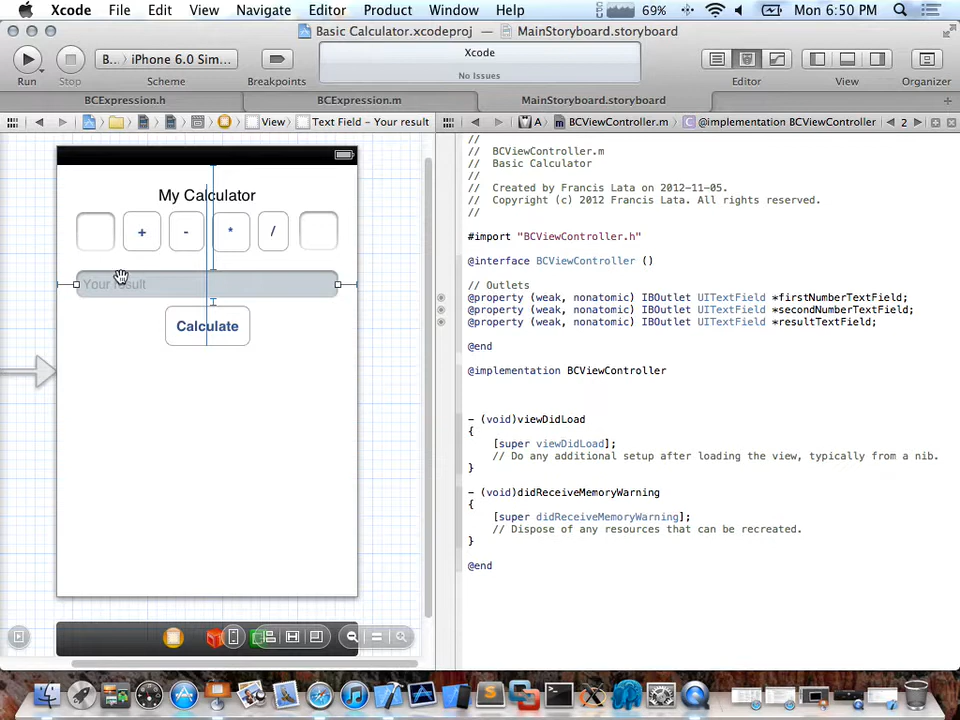 Xcode File Edit View Navigate Editor Product Window Help 69% Mon 6:50 PM
Basic Calculator.xcodeproj — MainStoryboard.storyboard
B... iPhone 6.0 Sim... Xcode
Run Stop Scheme Breakpoints No Issues Editor View Organizer
BCExpression.h BCExpression.m MainStoryboard.storyboard
View Text Field – Your result A BCViewController.m @implementation BCViewController 2
//
// BCViewController.m
// Basic Calculator
//
// Created by Francis Lata on 2012-11-05.
// Copyright (c) 2012 Francis Lata. All rights reserved.
//
#import "BCViewController.h"
@interface BCViewController ()
// Outlets
@property (weak, nonatomic) IBOutlet UITextField *firstNumberTextField;
@property (weak, nonatomic) IBOutlet UITextField *secondNumberTextField;
@property (weak, nonatomic) IBOutlet UITextField *resultTextField;
@end
@implementation BCViewController
- (void)viewDidLoad
{
[super viewDidLoad];
// Do any additional setup after loading the view, typically from a nib.
}
- (void)didReceiveMemoryWarning
{
[super didReceiveMemoryWarning];
// Dispose of any resources that can be recreated.
}
@end
My Calculator
+ - * /
Your result
Calculate